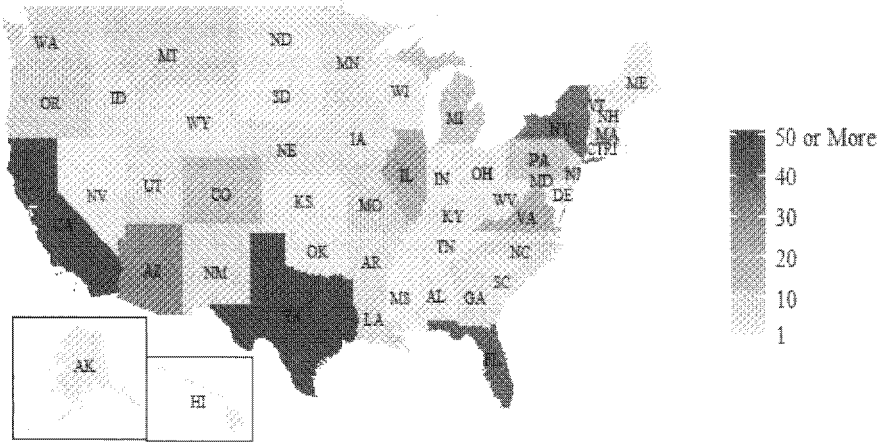 WA
MT
ND
MN
OR
ID
WY
SD
WI
MI
VT
ME
NH
NY
MA
CT RI
IA
NE
IL
IN
OH
PA
NJ
MD
DE
NV
UT
CO
KS
MO
KY
WV
VA
CA
AZ
NM
OK
AR
TN
NC
SC
MS
AL
GA
TX
LA
FL
AK
HI
50 or More
40
30
20
10
1